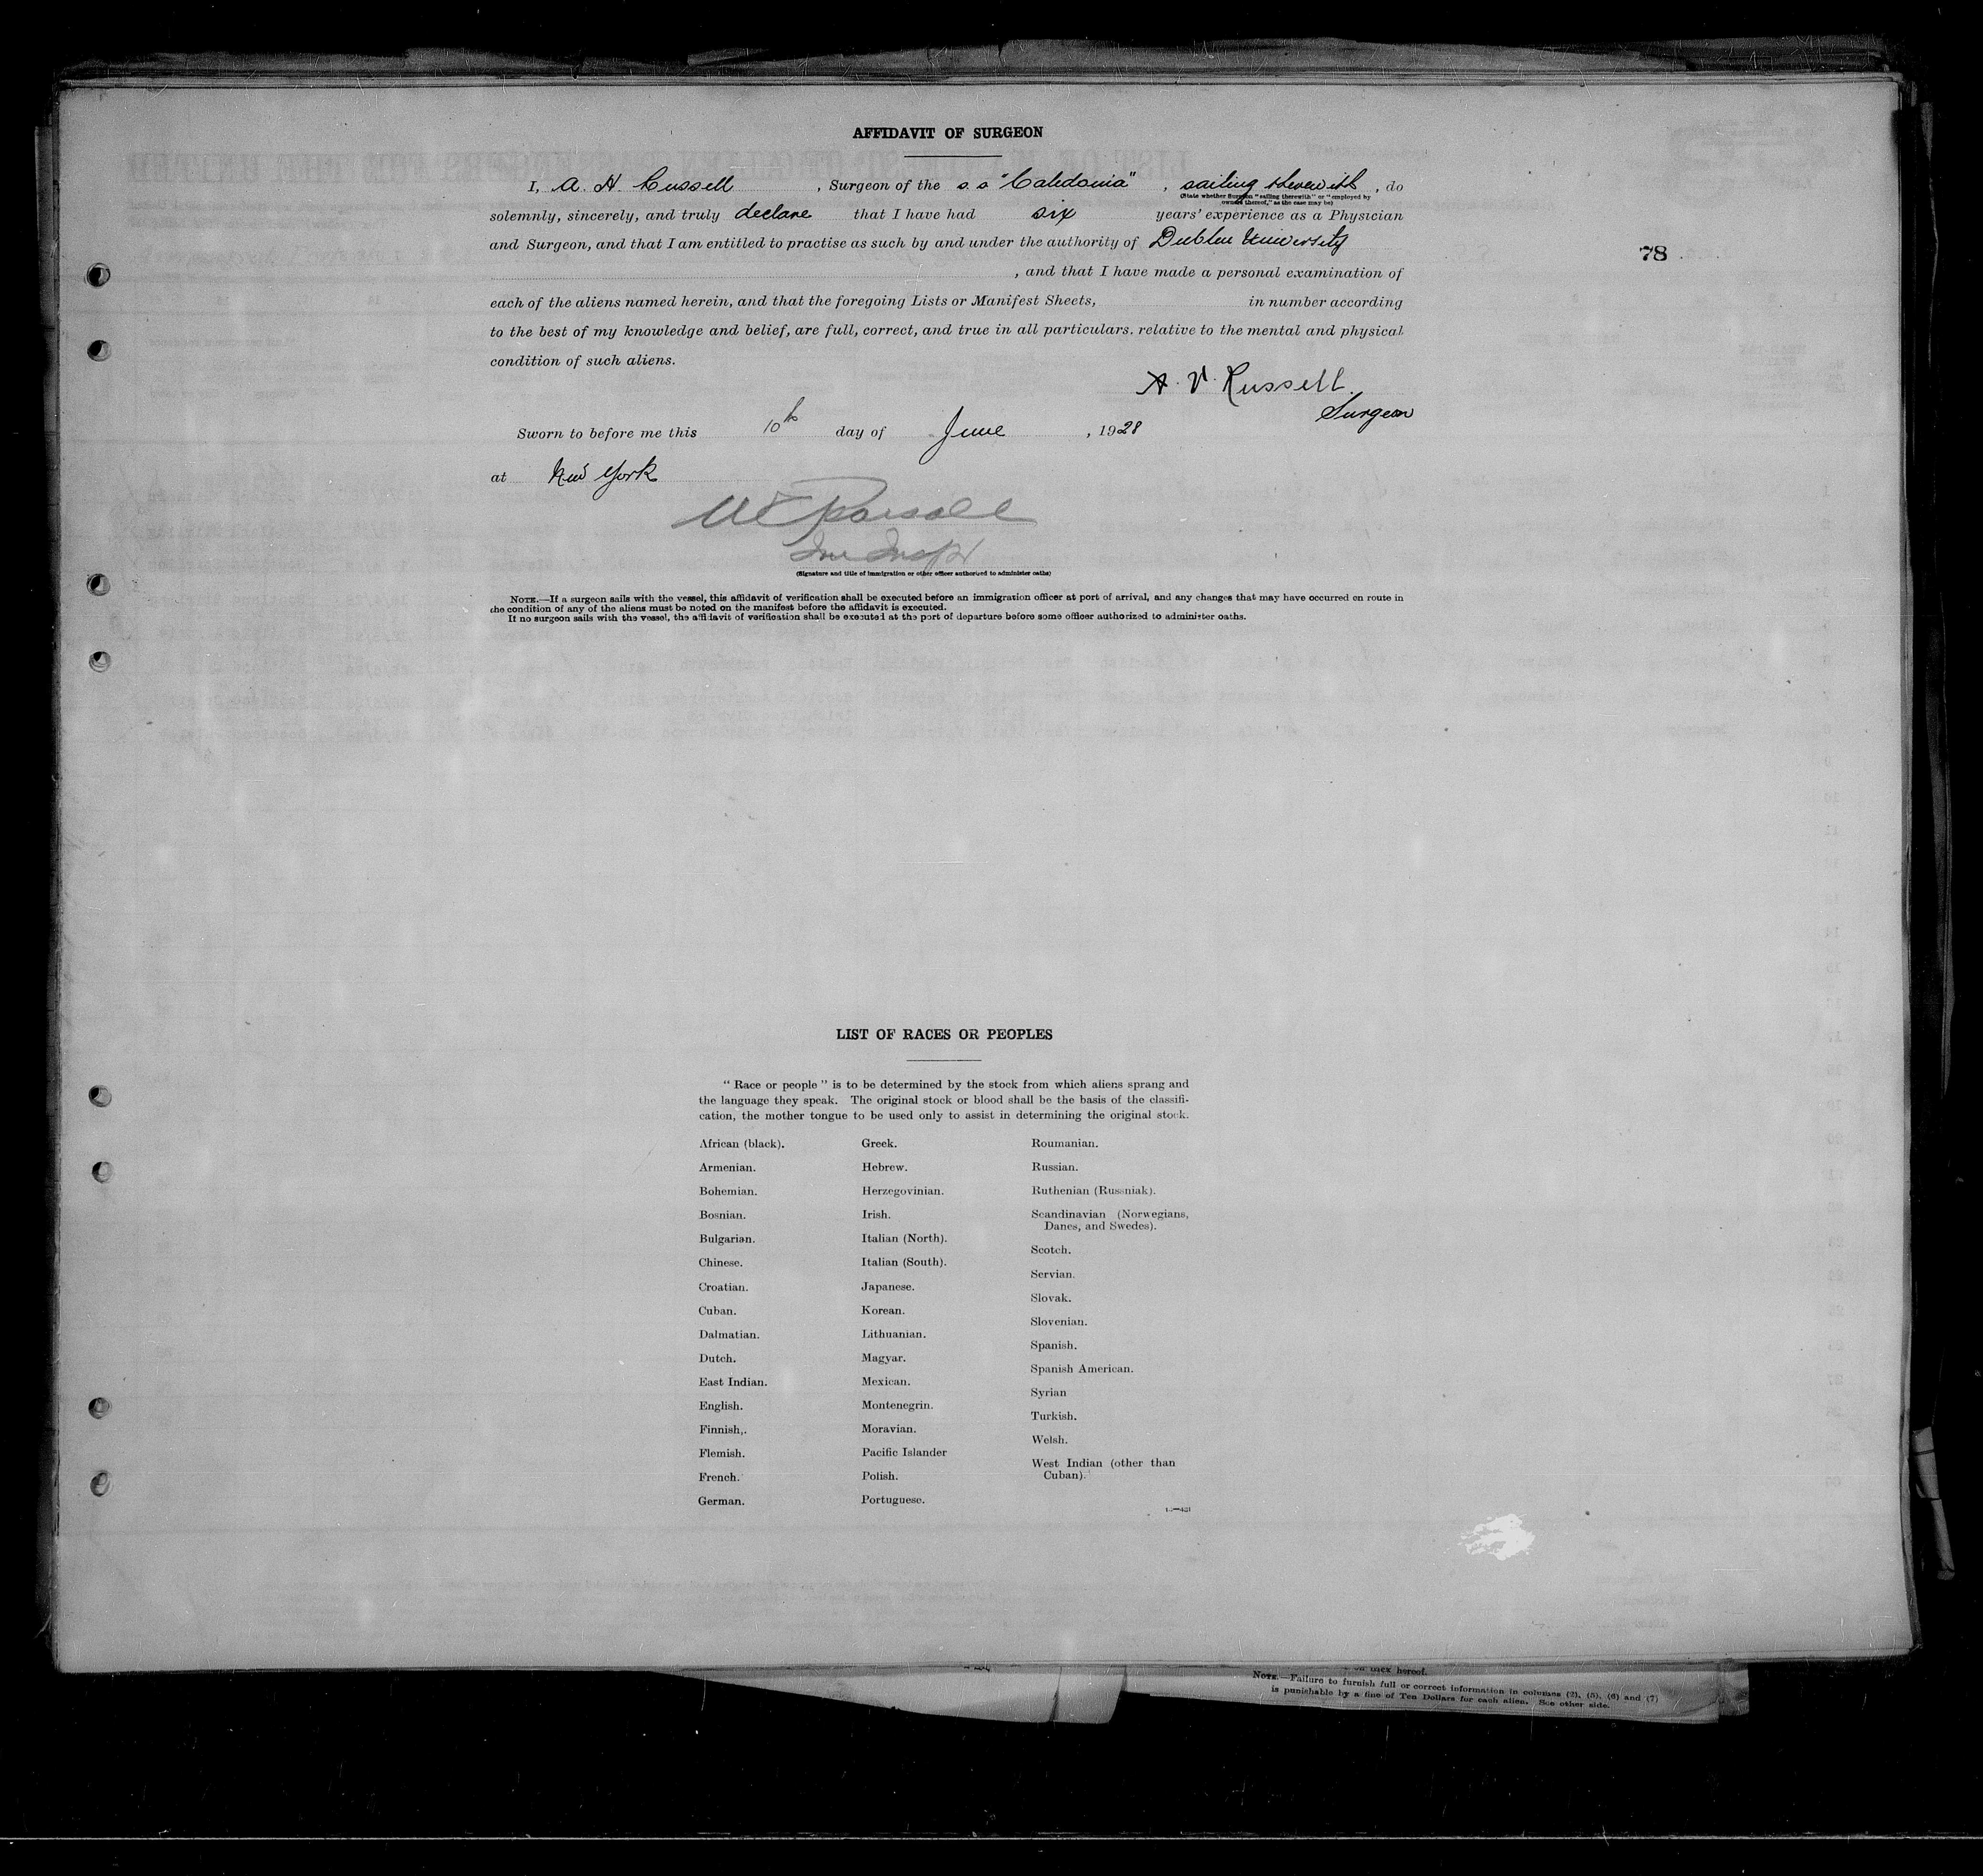 AFFIDAVIT OF SURGEON
I, A. H. Russell, Surgeon of the s.s "Caledonia", sailing therewith, do
(State whether Surgeon "sailing therewith" or "employed by
owners thereof," as the case may be)
solemnly, sincerely, and truly declare that I have had six years' experience as a Physician
and Surgeon, and that I am entitled to practise as such by and under the authority of Dublin University
78
, and that I have made a personal examination of
each of the aliens named herein, and that the foregoing Lists or Manifest Sheets, in number according
to the best of my knowledge and belief, are full, correct, and true in all particulars. relative to the mental and physical
condition of such aliens.
Russell.
Surgeon
Sworn to before me this 10th day of June, 1928
at New York
(Signature and title of immigration or other officer authorized to administer oaths)
NOTE.—If a surgeon sails with the vessel, this affidavit of verification shall be executed before an immigration officer at port of arrival, and any changes that may have occurred en route in
the condition of any of the aliens must be noted on the manifest before the affidavit is executed.
If no surgeon sails with the vessel, the affidavit of verification shall be executed at the port of departure before some officer authorized to administer oaths.
LIST OF RACES OR PEOPLES
"Race or people" is to be determined by the stock from which aliens sprang and
the language they speak. The original stock or blood shall be the basis of the classifi-
cation, the mother tongue to be used only to assist in determining the original stock.
African (black).
Armenian.
Bohemian.
Bosnian.
Bulgarian.
Chinese.
Croatian.
Cuban.
Dalmatian.
Dutch.
East Indian.
English.
Finnish,.
Flemish.
French.
German.
Greek.
Hebrew.
Herzegovinian.
Irish.
Italian (North).
Italian (South).
Japanese.
Korean.
Lithuanian.
Magyar.
Mexican.
Montenegrin.
Moravian.
Pacific Islander
Polish.
Portuguese.
Roumanian.
Russian.
Ruthenian (Russniak).
Scandinavian (Norwegians,
Danes, and Swedes).
Scotch.
Servian.
Slovak.
Slovenian.
Spanish.
Spanish American.
Syrian
Turkish.
Welsh.
West Indian (other than
Cuban).
hereof.
NOTE.—Failure to furnish full or correct information in columns (2), (5), (6) and (7)
is punishable by a fine of Ten Dollars for each alien. See other side.